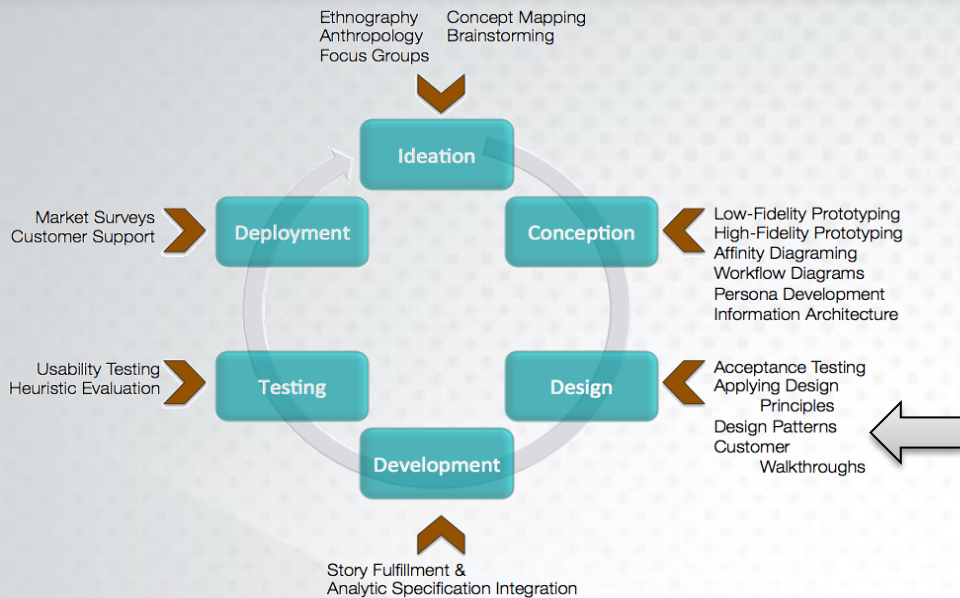 Ethnography
Anthropology
Focus Groups
Concept Mapping
Brainstorming
Ideation
Conception
Low-Fidelity Prototyping
High-Fidelity Prototyping
Affinity Diagraming
Workflow Diagrams
Persona Development
Information Architecture
Design
Acceptance Testing
Applying Design
Principles
Design Patterns
Customer
Walkthroughs
Development
Story Fulfillment &
Analytic Specification Integration
Testing
Usability Testing
Heuristic Evaluation
Deployment
Market Surveys
Customer Support